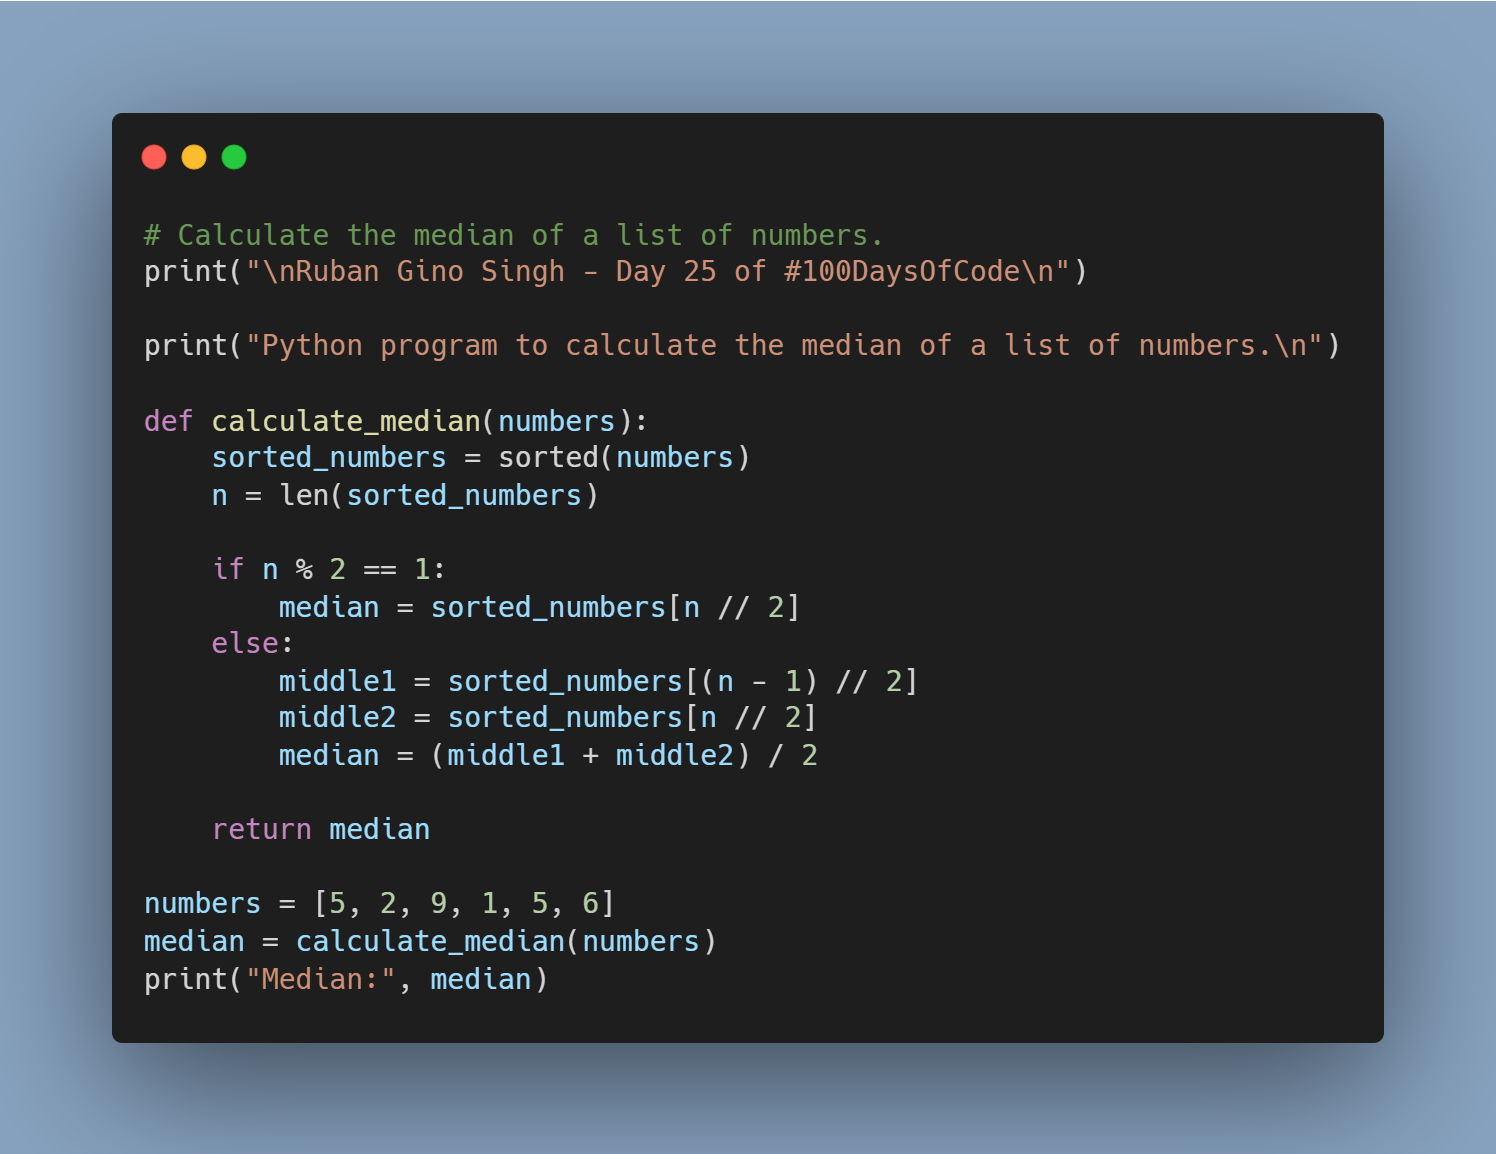 # Calculate the median of a list of numbers.
print("\nRuban Gino Singh - Day 25 of #100DaysOfCode\n")

print("Python program to calculate the median of a list of numbers.\n")

def calculate_median(numbers):
    sorted_numbers = sorted(numbers)
    n = len(sorted_numbers)

    if n % 2 == 1:
        median = sorted_numbers[n // 2]
    else:
        middle1 = sorted_numbers[(n - 1) // 2]
        middle2 = sorted_numbers[n // 2]
        median = (middle1 + middle2) / 2

    return median

numbers = [5, 2, 9, 1, 5, 6]
median = calculate_median(numbers)
print("Median:", median)